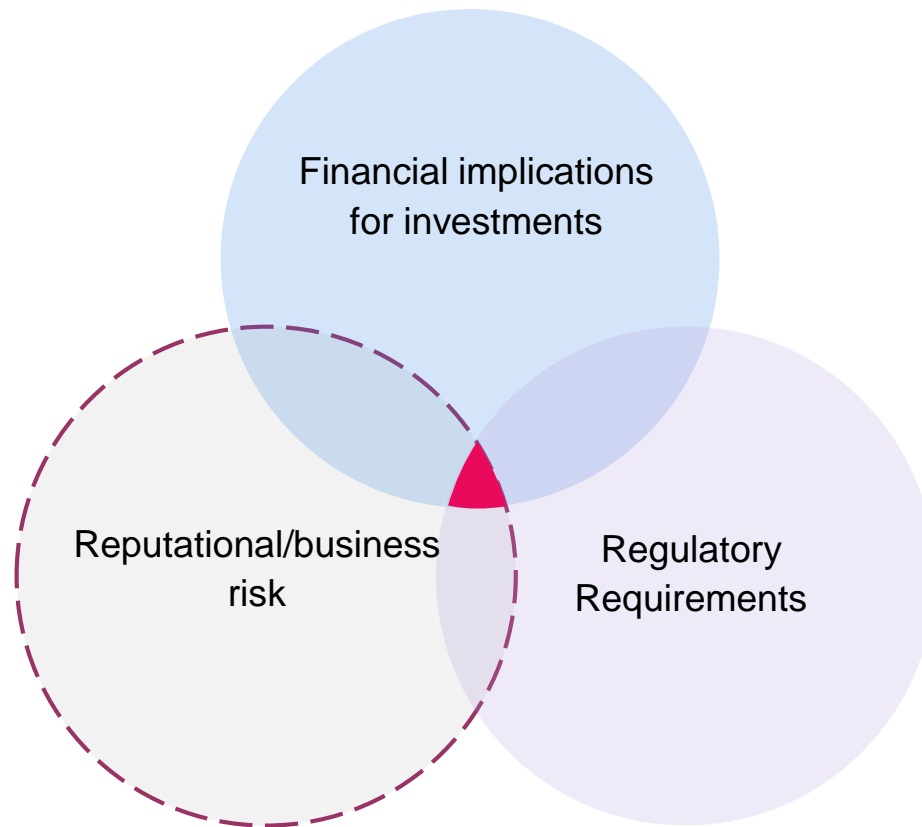 Financial implications
for investments
Reputational/business
risk
Regulatory
Requirements